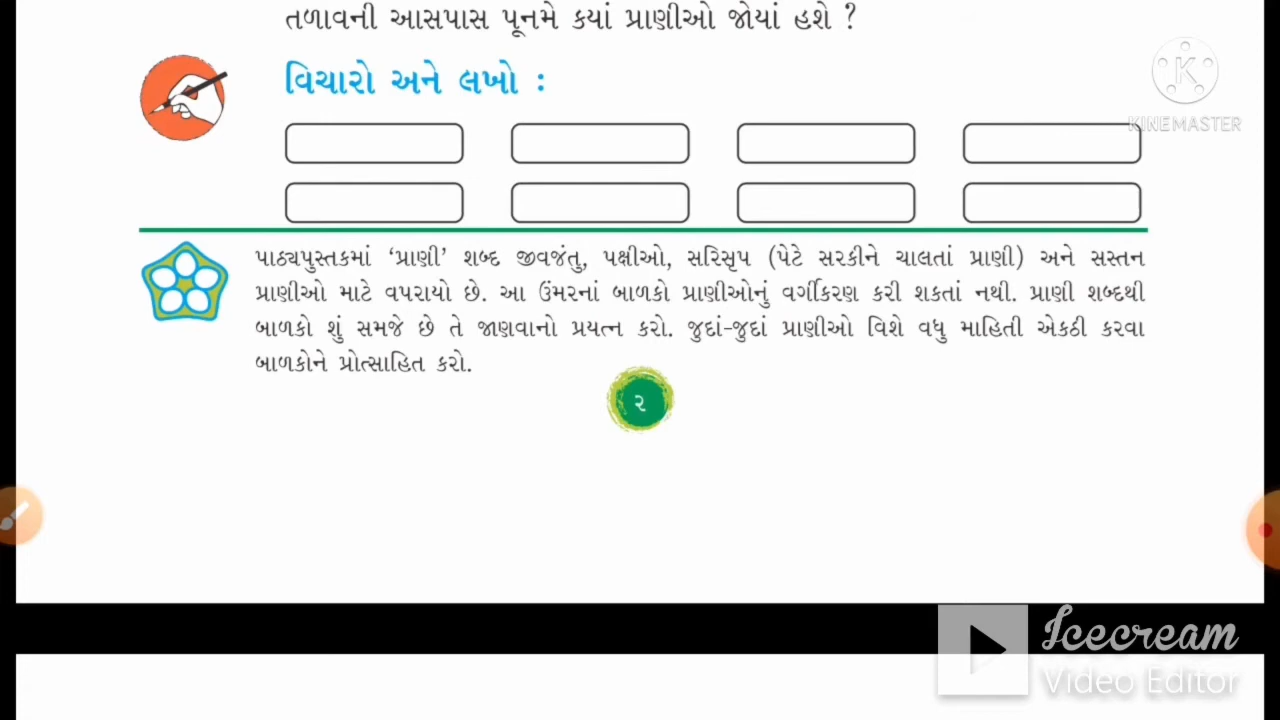 તળાવની આસપાસ પૂનમે કયાં પ્રાણીઓ જોયાં હશે ?
વિચારો અને લખો :
KINEMASTER
પાઠ્યપુસ્તકમાં ‘પ્રાણી’ શબ્દ જીવજંતુ, પક્ષીઓ, સરિસૃપ (પેટે સરકીને ચાલતાં પ્રાણી) અને સસ્તન
પ્રાણીઓ માટે વપરાયો છે. આ ઉંમરનાં બાળકો પ્રાણીઓનું વર્ગીકરણ કરી શકતાં નથી. પ્રાણી શબ્દથી
બાળકો શું સમજે છે તે જાણવાનો પ્રયત્ન કરો. જુદાં-જુદાં પ્રાણીઓ વિશે વધુ માહિતી એકઠી કરવા
બાળકોને પ્રોત્સાહિત કરો.
૨
Icecream
Video Editor